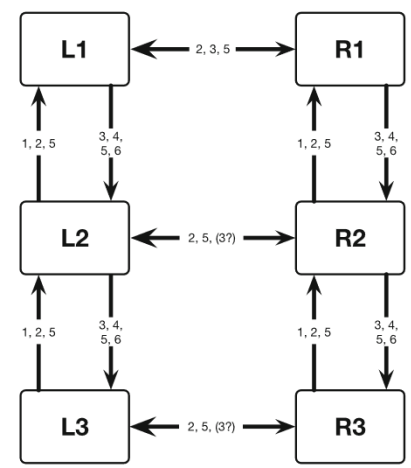 L1
2, 3, 5
R1
1, 2, 5
3, 4,
5, 6
1, 2, 5
3, 4,
5, 6
L2
2, 5, (3?)
R2
1, 2, 5
3, 4,
5, 6
1, 2, 5
3, 4,
5, 6
L3
2, 5, (3?)
R3